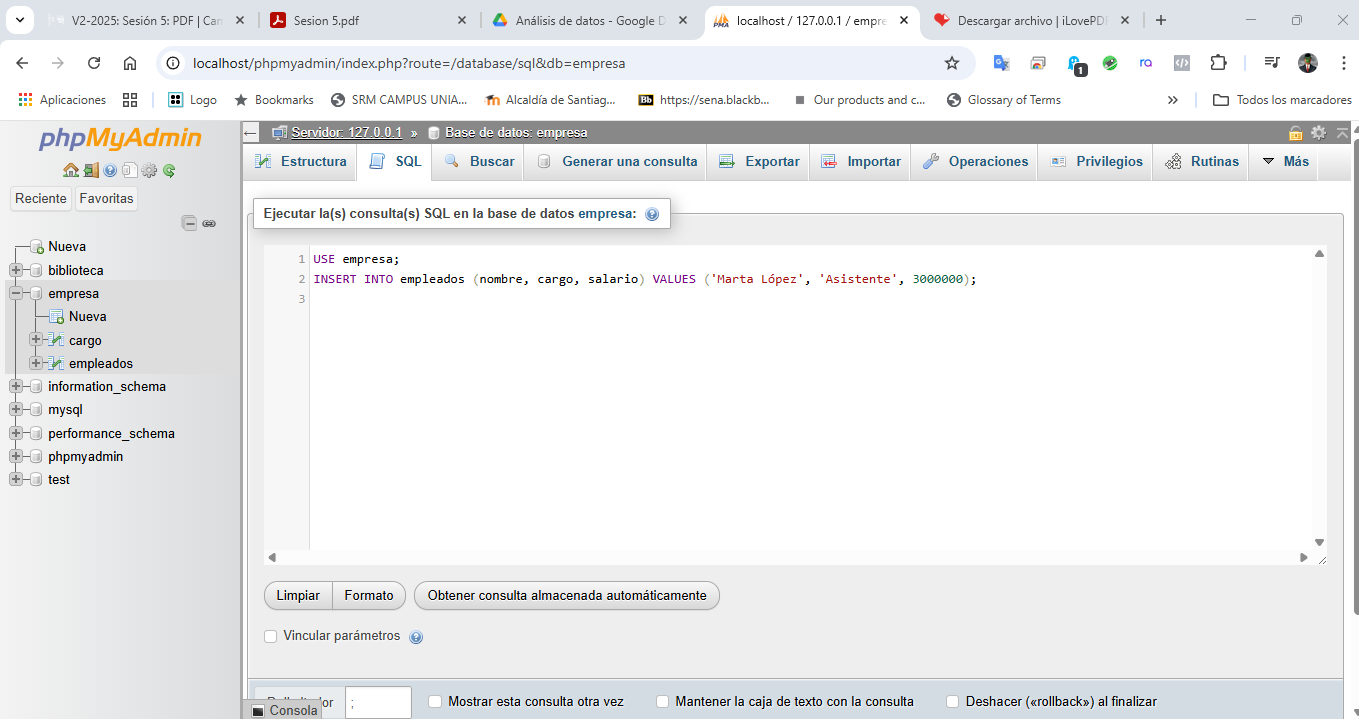 V2-2025: Sesión 5: PDF | Can
Sesion 5.pdf
Análisis de datos - Google D
localhost / 127.0.0.1 / empre
Descargar archivo | iLovePDF
localhost/phpmyadmin/index.php?route=/database/sql&db=empresa
1
Aplicaciones
Logo
Bookmarks
SRM CAMPUS UNIA...
Alcaldía de Santiag...
Bb
https://sena.blackb...
Our products and c...
Glossary of Terms
»
Todos los marcadores
phpMyAdmin
Reciente
Favoritas
Nueva
biblioteca
empresa
Nueva
cargo
empleados
information_schema
mysql
performance_schema
phpmyadmin
test
Servidor: 127.0.0.1 » Base de datos: empresa
Estructura
SQL
Buscar
Generar una consulta
Exportar
Importar
Operaciones
Privilegios
Rutinas
Más
Ejecutar la(s) consulta(s) SQL en la base de datos empresa:
1 USE empresa;
2 INSERT INTO empleados (nombre, cargo, salario) VALUES ('Marta López', 'Asistente', 3000000);
3
Limpiar
Formato
Obtener consulta almacenada automáticamente
Vincular parámetros
;
Mostrar esta consulta otra vez
Mantener la caja de texto con la consulta
Deshacer («rollback») al finalizar
Consola